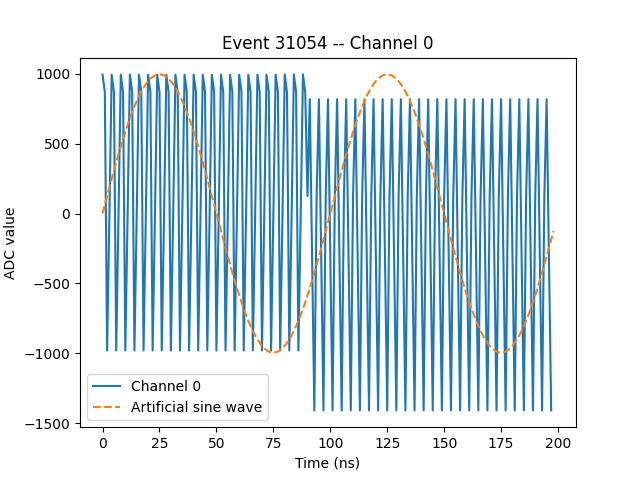 Event 31054 -- Channel 0
ADC value
1000
500
0
−500
−1000
−1500
Channel 0
Artificial sine wave
0 25 50 75 100 125 150 175 200
Time (ns)